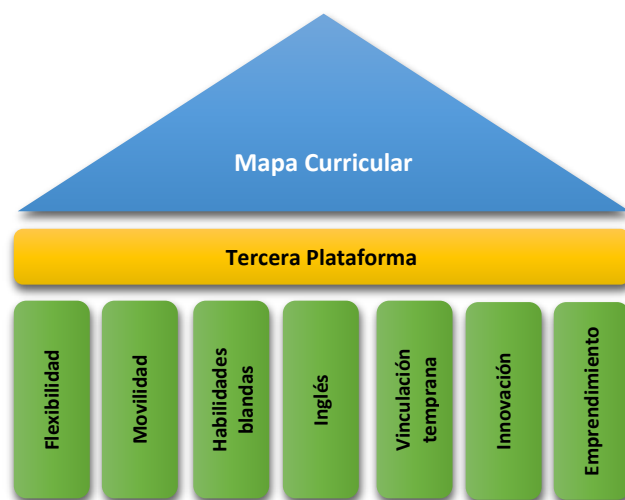 Mapa Curricular
Tercera Plataforma
Flexibilidad
Movilidad
Habilidades
blandas
Inglés
Vinculación
temprana
Innovación
Emprendimiento